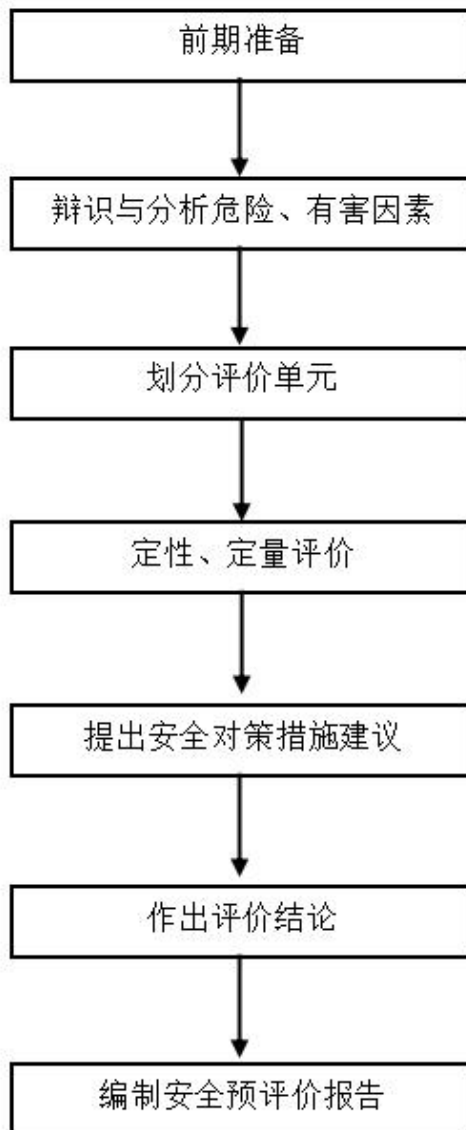 前期准备
辩识与分析危险、有害因素
划分评价单元
定性、定量评价
提出安全对策措施建议
作出评价结论
编制安全预评价报告